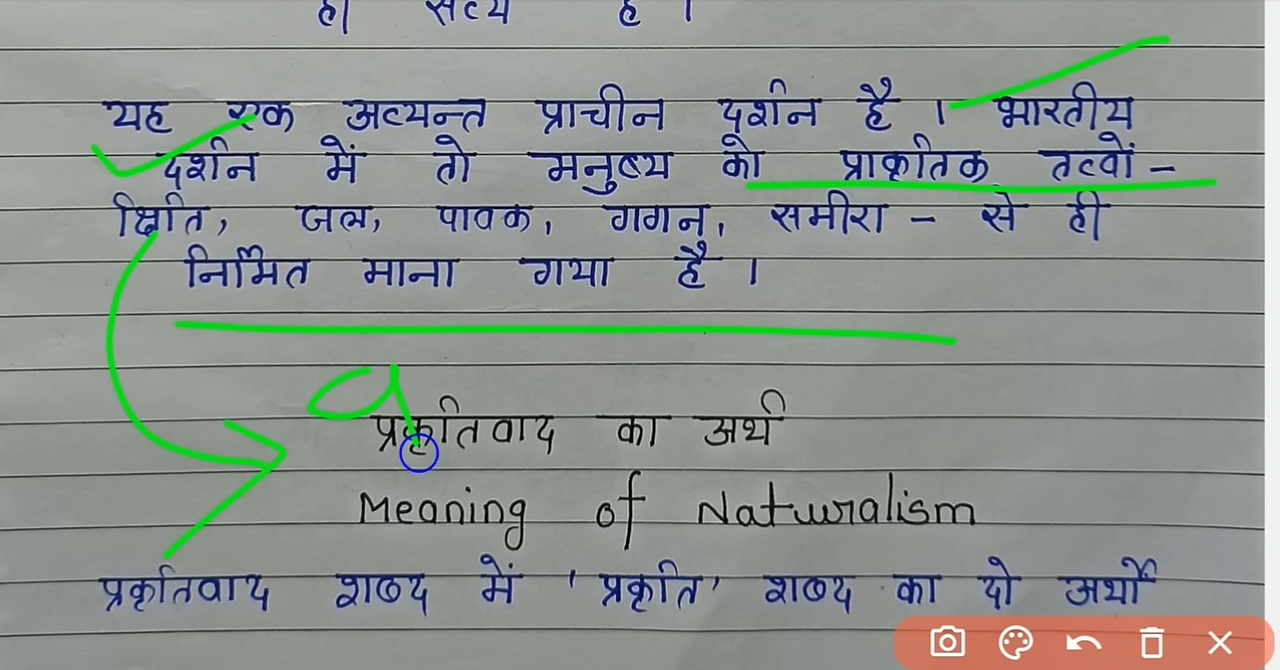 ही सत्य है ।
यह एक अत्यन्त प्राचीन दर्शन है । भारतीय
दर्शन में तो मनुष्य को प्राकृतिक तत्वों –
क्षिति, जल, पावक, गगन, समीरा – से ही
निर्मित माना गया है ।
प्रकृतिवाद का अर्थ
Meaning of Naturalism
प्रकृतिवाद शब्द में 'प्रकृति' शब्द का दो अर्थों